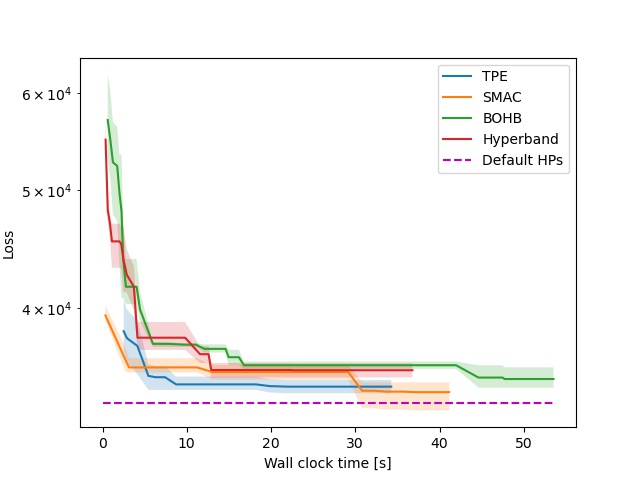 6 × 10⁴
5 × 10⁴
4 × 10⁴
Loss
0 10 20 30 40 50
Wall clock time [s]
TPE
SMAC
BOHB
Hyperband
Default HPs